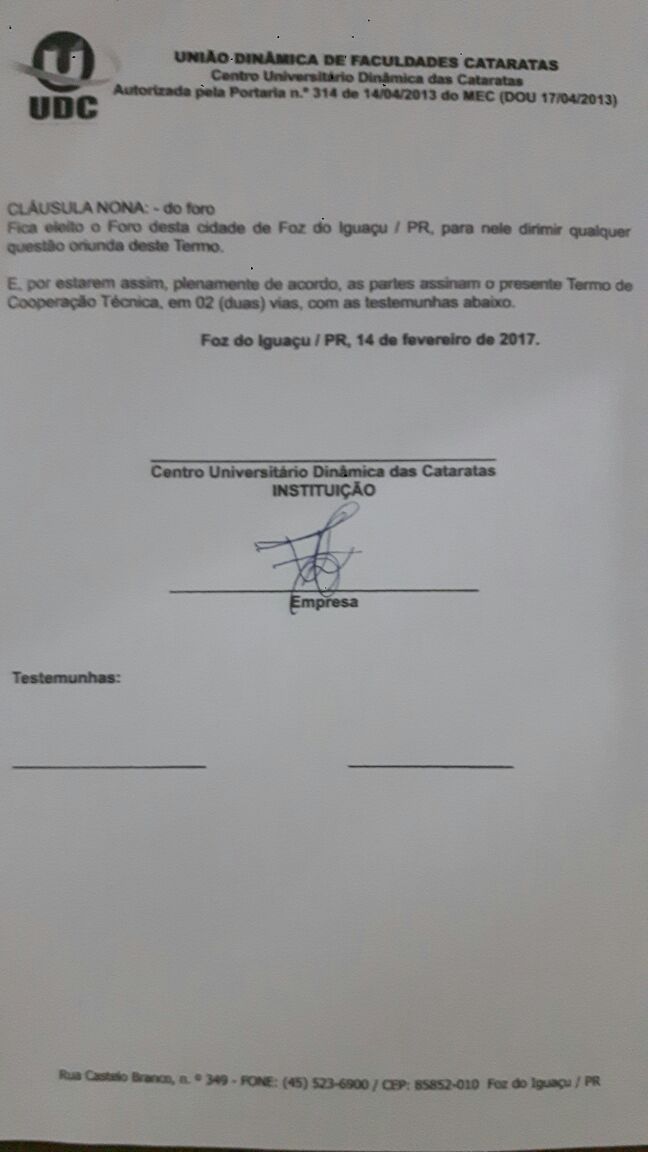 UNIÃO DINÂMICA DE FACULDADES CATARATAS
Centro Universitário Dinâmica das Cataratas
Autorizada pela Portaria n.º 314 de 14/04/2013 do MEC (DOU 17/04/2013)
UDC
CLÁUSULA NONA: - do foro
Fica eleito o Foro desta cidade de Foz do Iguaçu / PR, para nele dirimir qualquer
questão oriunda deste Termo.
E, por estarem assim, plenamente de acordo, as partes assinam o presente Termo de
Cooperação Técnica, em 02 (duas) vias, com as testemunhas abaixo.
Foz do Iguaçu / PR, 14 de fevereiro de 2017.
Centro Universitário Dinâmica das Cataratas
INSTITUIÇÃO
Empresa
Testemunhas:
Rua Castelo Branco, n. º 349 - FONE: (45) 523-6900 / CEP: 85852-010 Foz do Iguaçu / PR